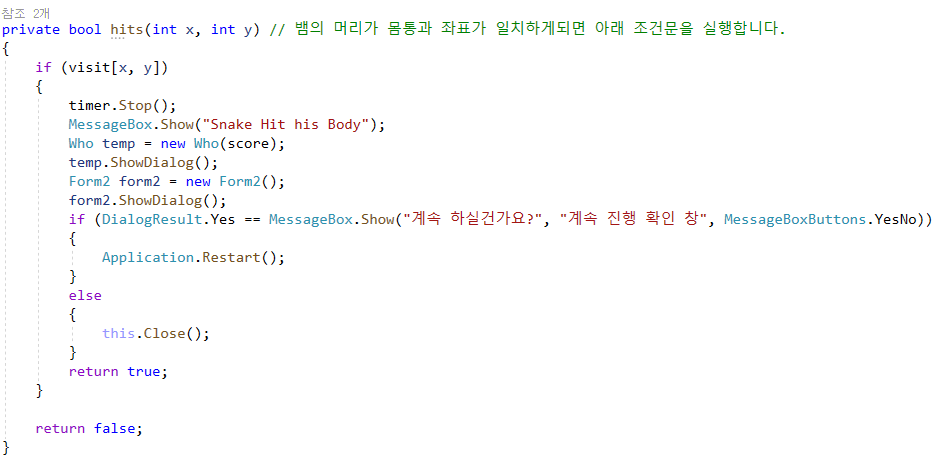 참조 2개
private bool hits(int x, int y) // 뱀의 머리가 몸통과 좌표가 일치하게되면 아래 조건문을 실행합니다.
{
if (visit[x, y])
{
timer.Stop();
MessageBox.Show("Snake Hit his Body");
Who temp = new Who(score);
temp.ShowDialog();
Form2 form2 = new Form2();
form2.ShowDialog();
if (DialogResult.Yes == MessageBox.Show("계속 하실건가요?", "계속 진행 확인 창", MessageBoxButtons.YesNo))
{
Application.Restart();
}
else
{
this.Close();
}
return true;
}
return false;
}